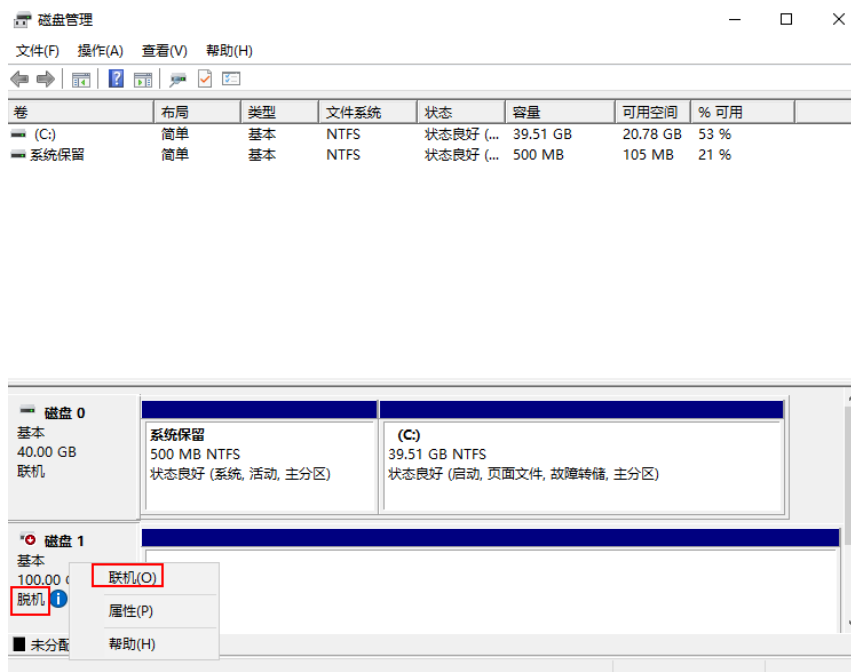 磁盘管理
文件(F) 操作(A) 查看(V) 帮助(H)
卷 布局 类型 文件系统 状态 容量 可用空间 % 可用
(C:) 简单 基本 NTFS 状态良好 (... 39.51 GB 20.78 GB 53 %
系统保留 简单 基本 NTFS 状态良好 (... 500 MB 105 MB 21 %
磁盘 0
基本
40.00 GB
联机
系统保留
500 MB NTFS
状态良好 (系统, 活动, 主分区)
(C:)
39.51 GB NTFS
状态良好 (启动, 页面文件, 故障转储, 主分区)
磁盘 1
基本
100.00
脱机
联机(O)
属性(P)
帮助(H)
未分配